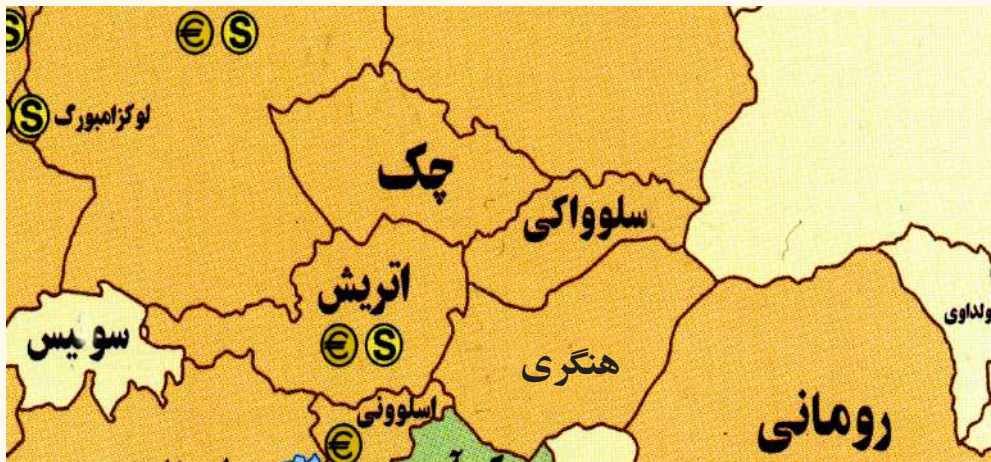 € S
S
لوکزامبورگ S
چک
سلوواکی
اتریش
€ S
سویس
هنگری
ولداوی
اسلوونی
€
رومانی